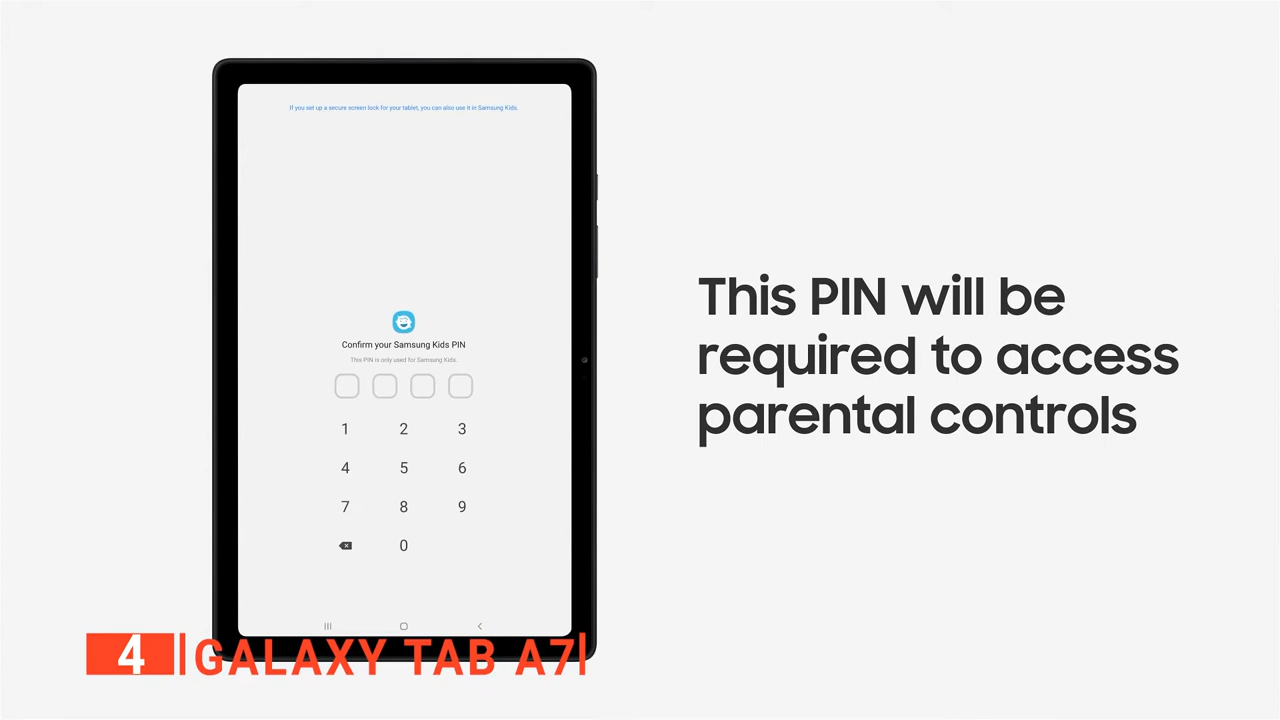 If you set up a secure screen lock for your tablet, you can also use it in Samsung Kids.
Confirm your Samsung Kids PIN
This PIN is only used for Samsung Kids.
1 2 3
4 5 6
7 8 9
0
This PIN will be
required to access
parental controls
4 GALAXY TAB A7